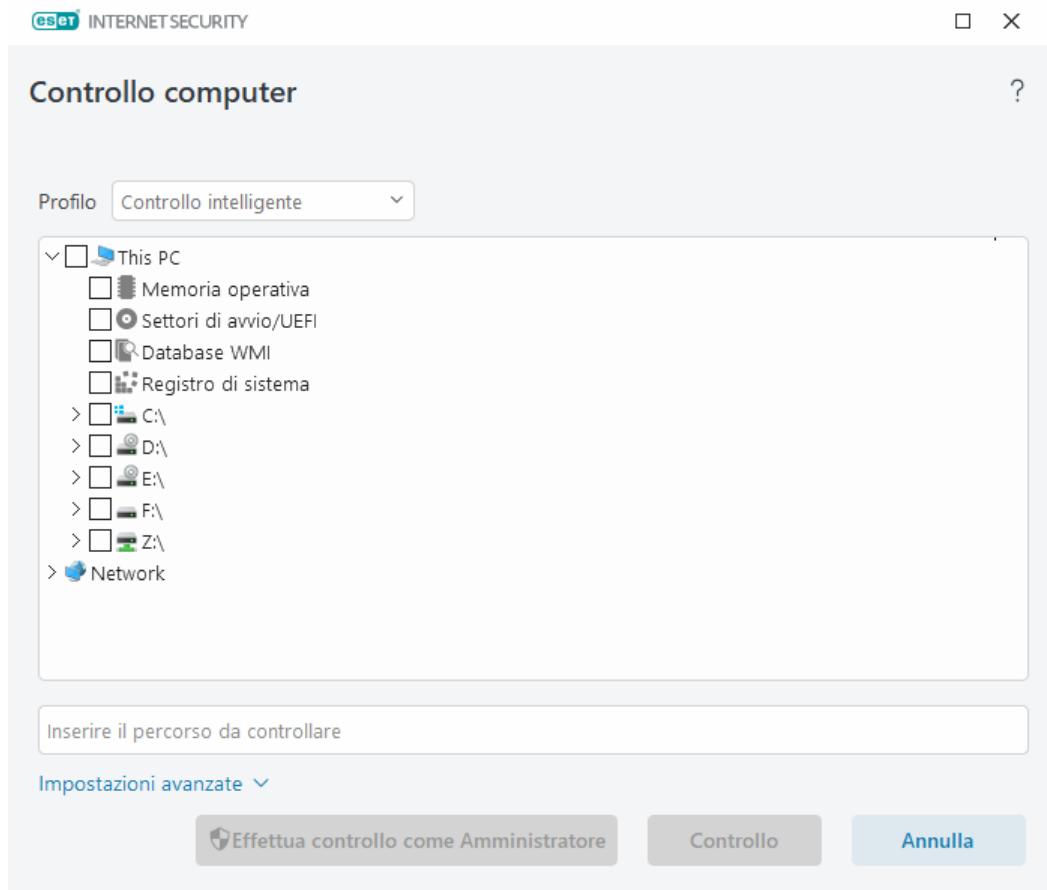 eset INTERNET SECURITY
Controllo computer
?
Profilo Controllo intelligente
This PC
Memoria operativa
Settori di avvio/UEFI
Database WMI
Registro di sistema
C:\
D:\
E:\
F:\
Z:\
Network
Inserire il percorso da controllare
Impostazioni avanzate
Effettua controllo come Amministratore Controllo Annulla